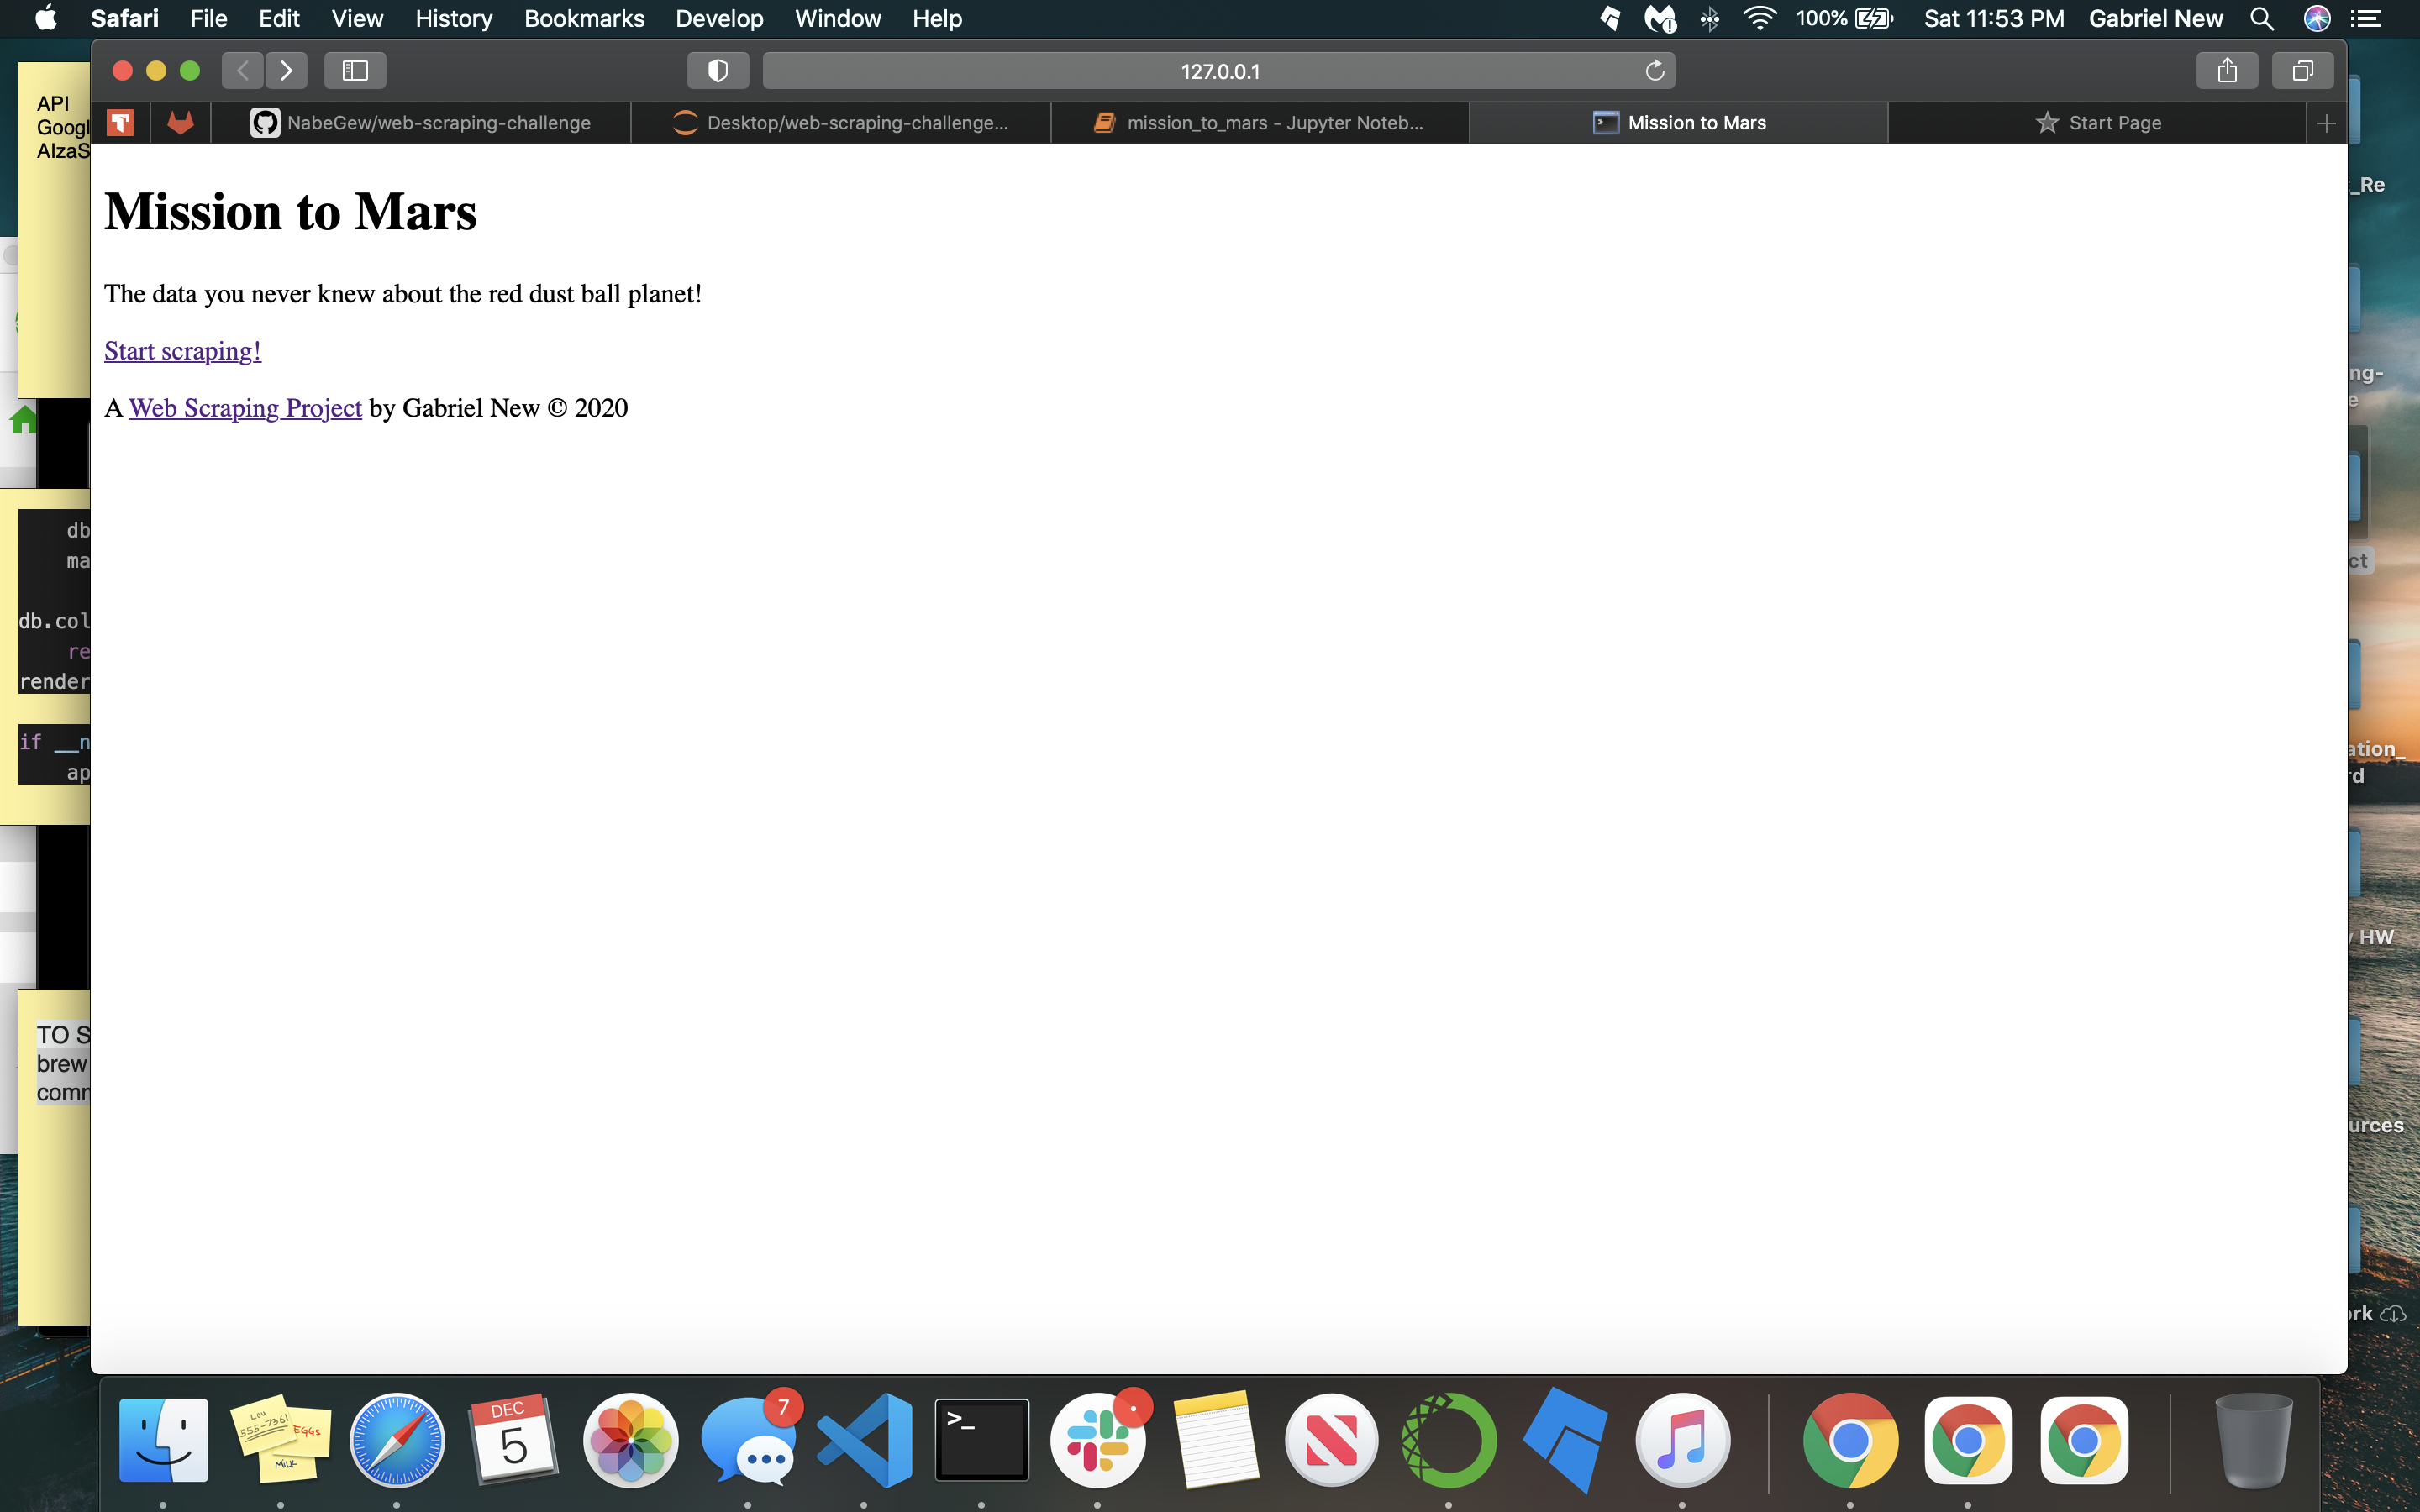 Safari File Edit View History Bookmarks Develop Window Help 100% Sat 11:53 PM Gabriel New
127.0.0.1
NabeGew/web-scraping-challenge Desktop/web-scraping-challenge... mission_to_mars - Jupyter Noteb... Mission to Mars Start Page
API
Googl
AlzaS
Mission to Mars
The data you never knew about the red dust ball planet!
Start scraping!
A Web Scraping Project by Gabriel New © 2020
db
ma
db.col
re
render
if __n
ap
TO S
brew
comm
t_Re
ng-
e
ct
ation_
rd
y HW
urces
ork
Lou
555-7361
EGGS
MILK
DEC
5
7
>_